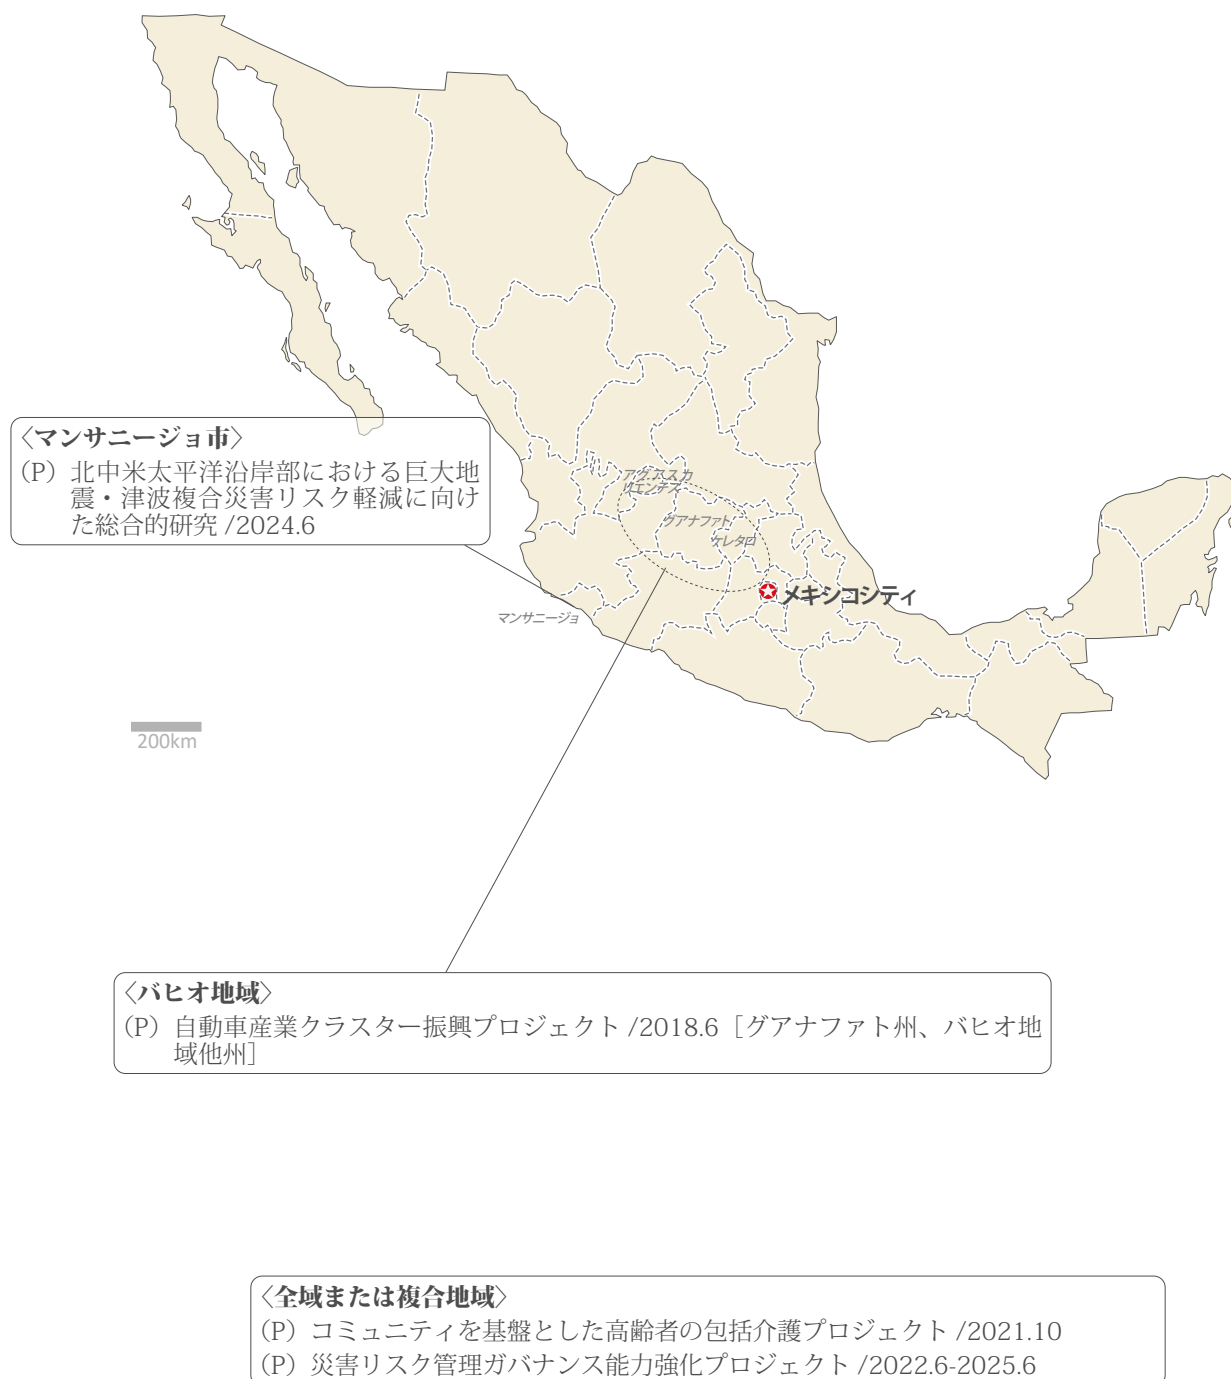 〈マンサニージョ市〉
(P) 北中米太平洋沿岸部における巨大地
震・津波複合災害リスク軽減に向け
た総合的研究 /2024.6
アグアスカ
リエンテス
グアナファト
ケレタロ
メキシコシティ
マンサニージョ
200km
〈バヒオ地域〉
(P) 自動車産業クラスター振興プロジェクト /2018.6［グアナファト州、バヒオ地
域他州］
〈全域または複合地域〉
(P) コミュニティを基盤とした高齢者の包括介護プロジェクト /2021.10
(P) 災害リスク管理ガバナンス能力強化プロジェクト /2022.6-2025.6